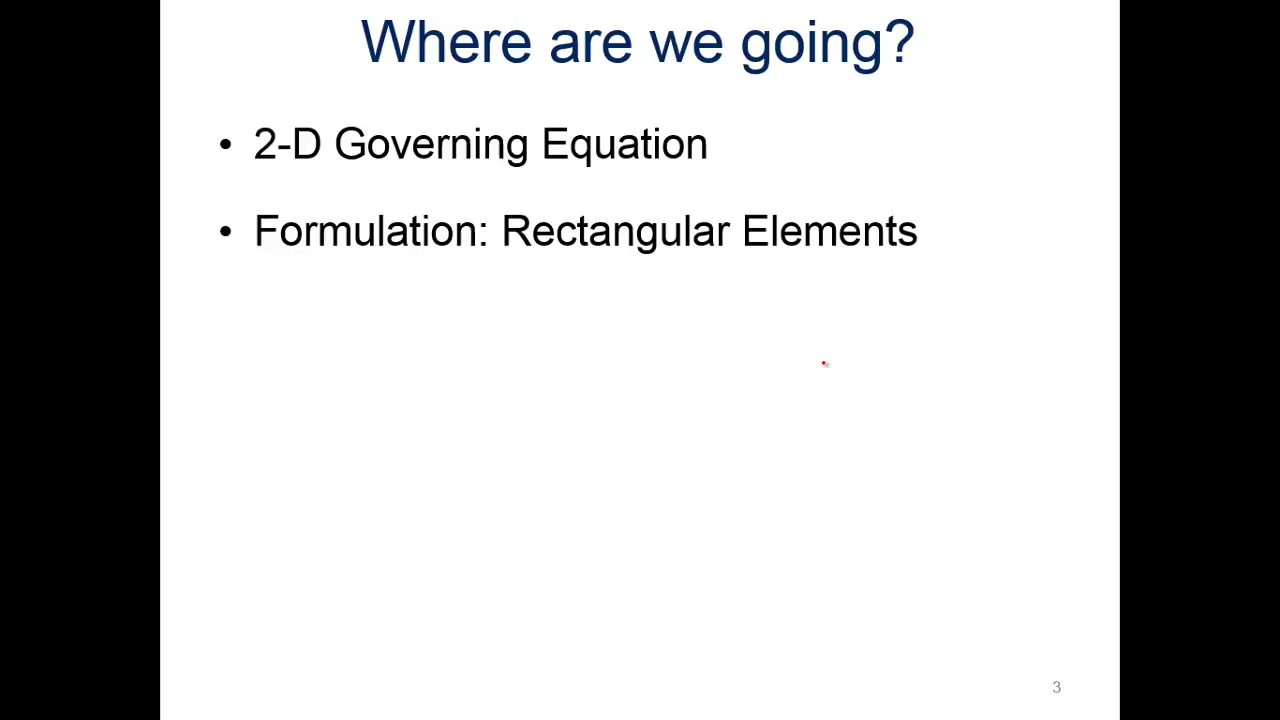 Where are we going?
• 2-D Governing Equation
• Formulation: Rectangular Elements
3